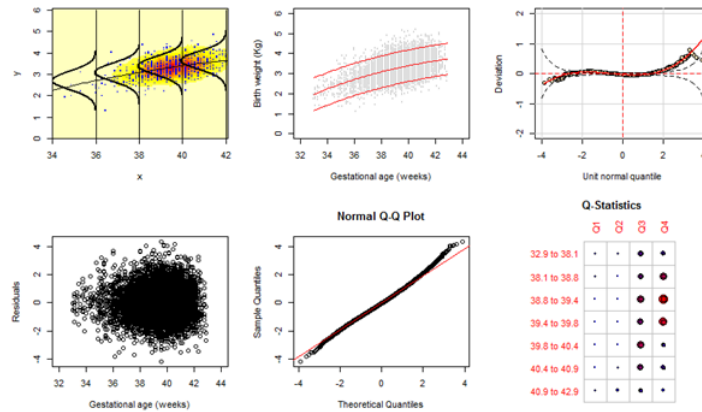 y
0 1 2 3 4 5 6
34 36 38 40 42
x
Birth weight (Kg)
0 1 2 3 4 5 6
32 34 36 38 40 42 44
Gestational age (weeks)
Deviation
-2 -1 0 1 2
-4 -2 0 2 4
Unit normal quantile
Residuals
-4 -2 0 2 4
32 34 36 38 40 42
Gestational age (weeks)
Normal Q-Q Plot
Sample Quantiles
-4 -2 0 2 4
-4 -2 0 2 4
Theoretical Quantiles
Q-Statistics
Q1 Q2 Q3 Q4
32.9 to 38.1
38.1 to 38.8
38.8 to 39.4
39.4 to 39.8
39.8 to 40.4
40.4 to 40.9
40.9 to 42.9